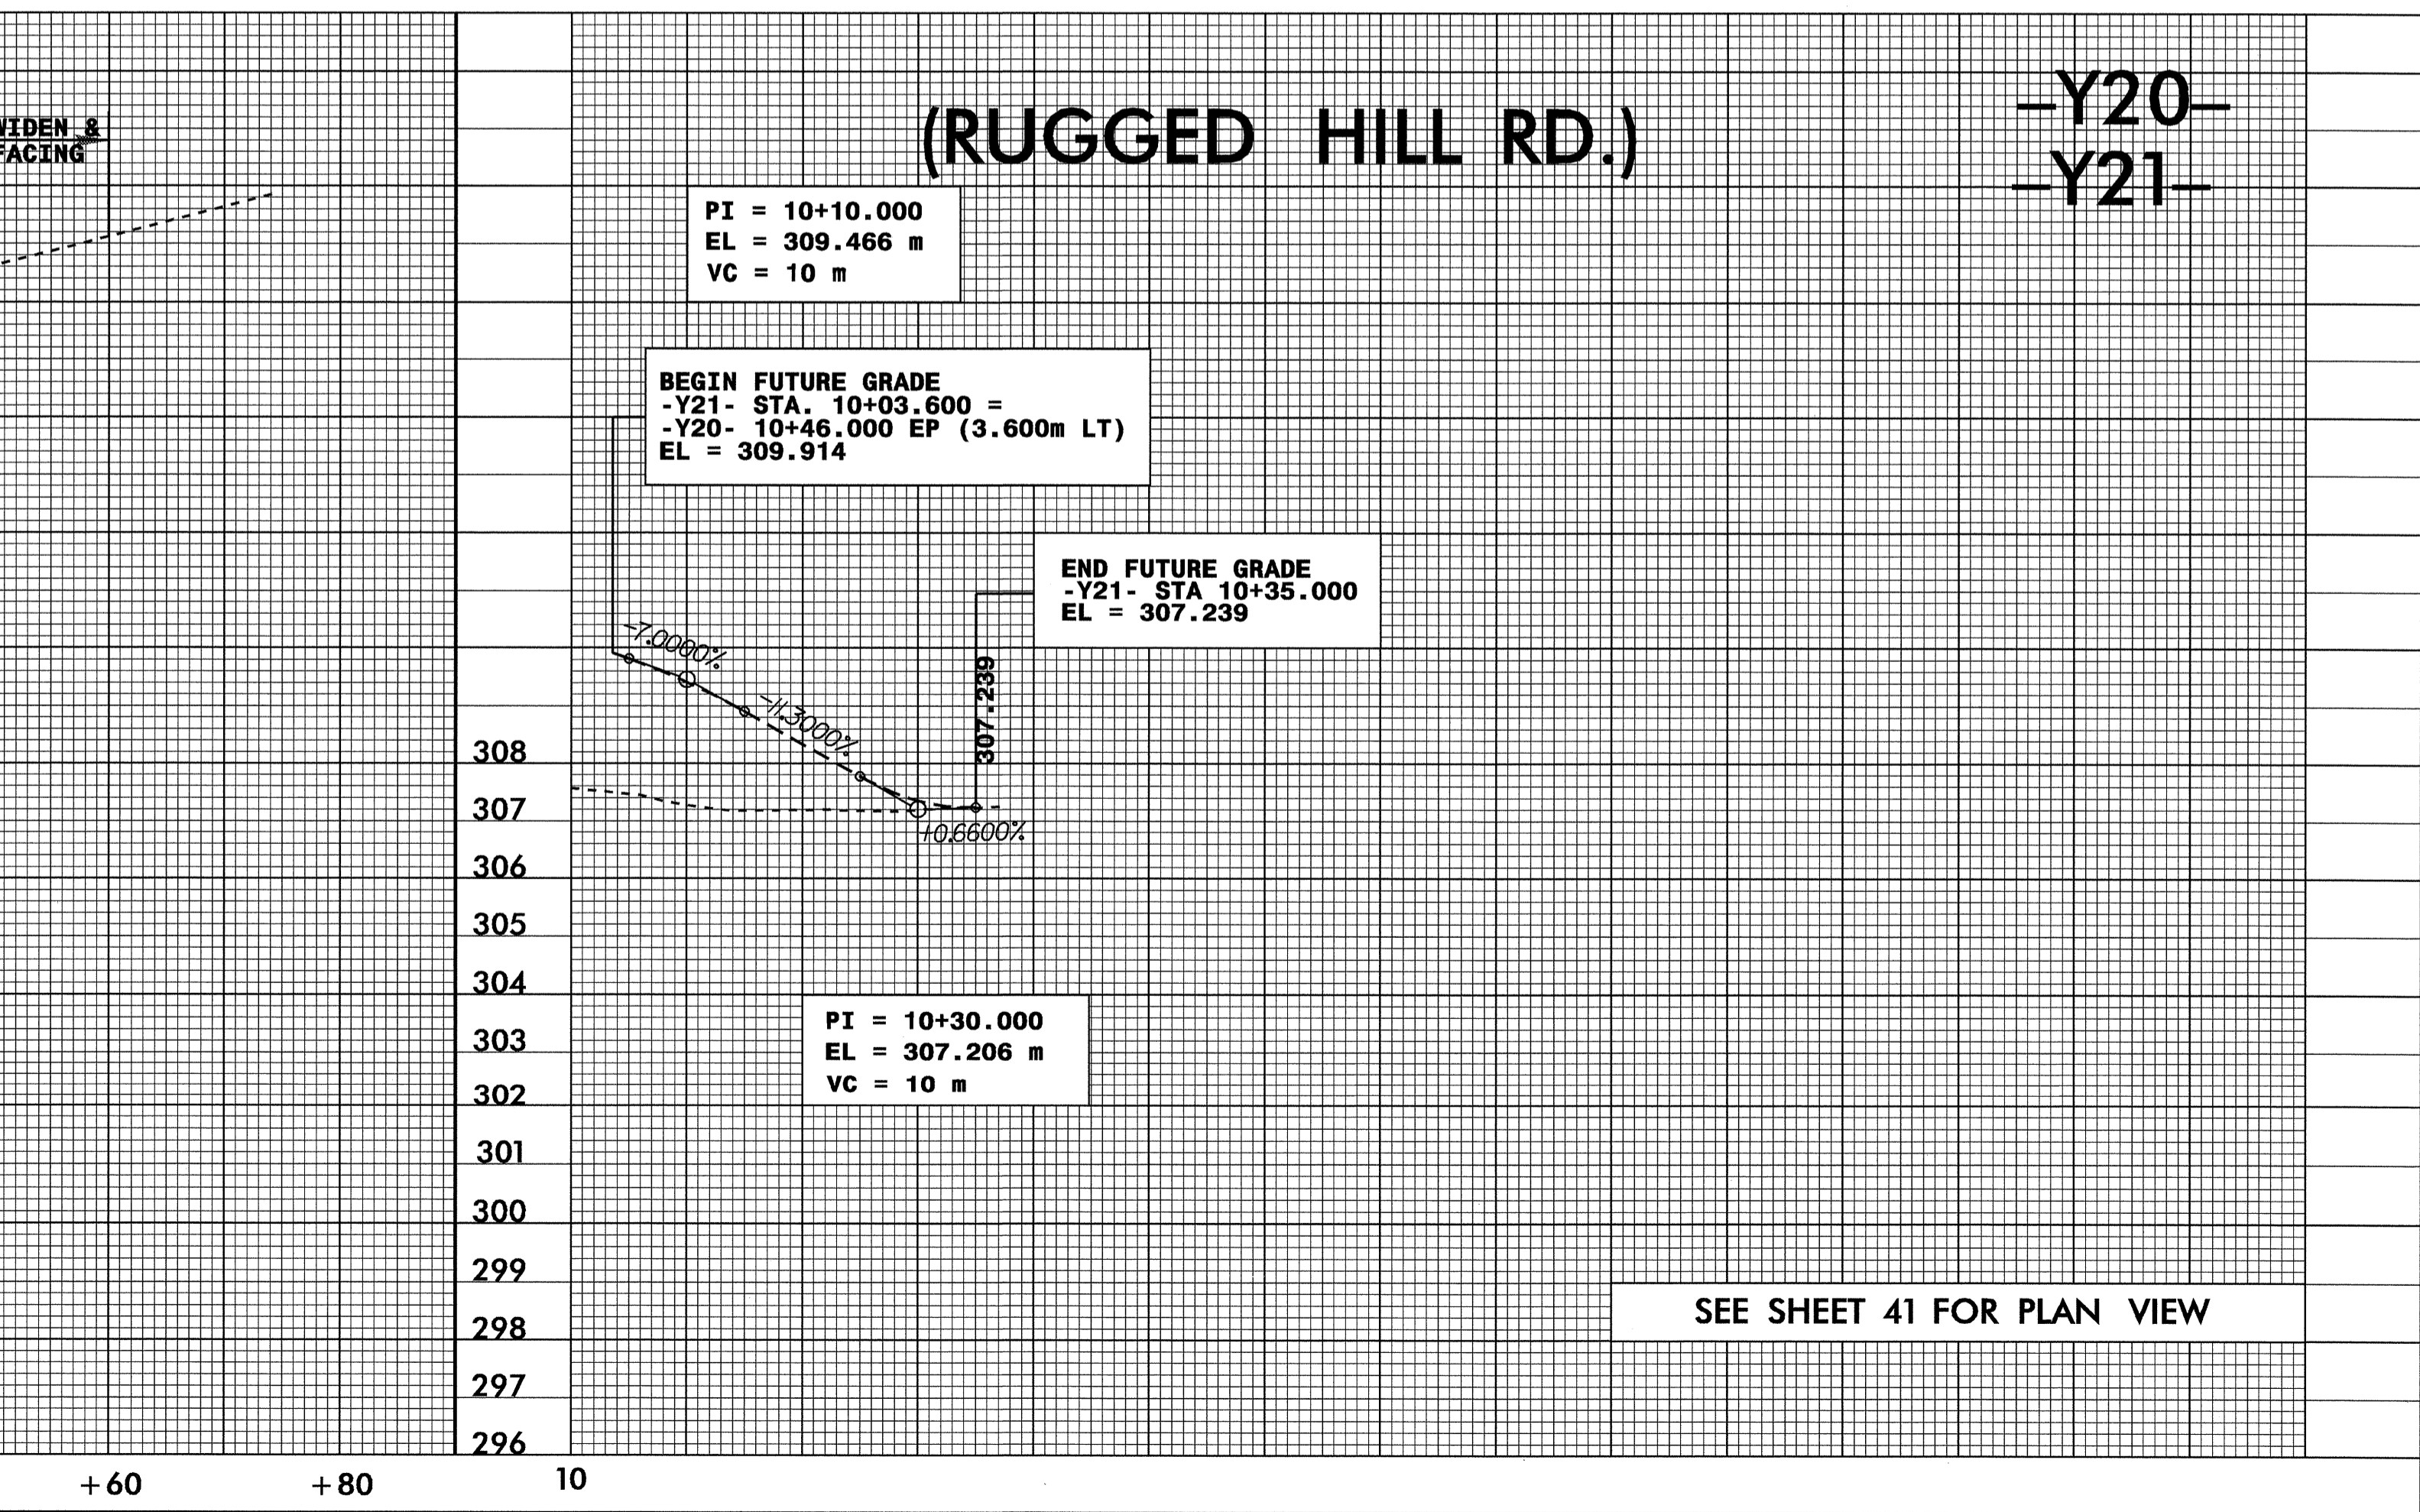 WIDEN &
FACING
(RUGGED HILL RD.)
-Y20-
-Y21-
PI = 10+10.000
EL = 309.466 m
VC = 10 m
BEGIN FUTURE GRADE
-Y21- STA. 10+03.600 =
-Y20- 10+46.000 EP (3.600m LT)
EL = 309.914
END FUTURE GRADE
-Y21- STA 10+35.000
EL = 307.239
-7.0000%
-11.3000%
307.239
+0.6600%
308
307
306
305
304
303
302
301
300
299
298
297
296
PI = 10+30.000
EL = 307.206 m
VC = 10 m
SEE SHEET 41 FOR PLAN VIEW
+60
+80
10